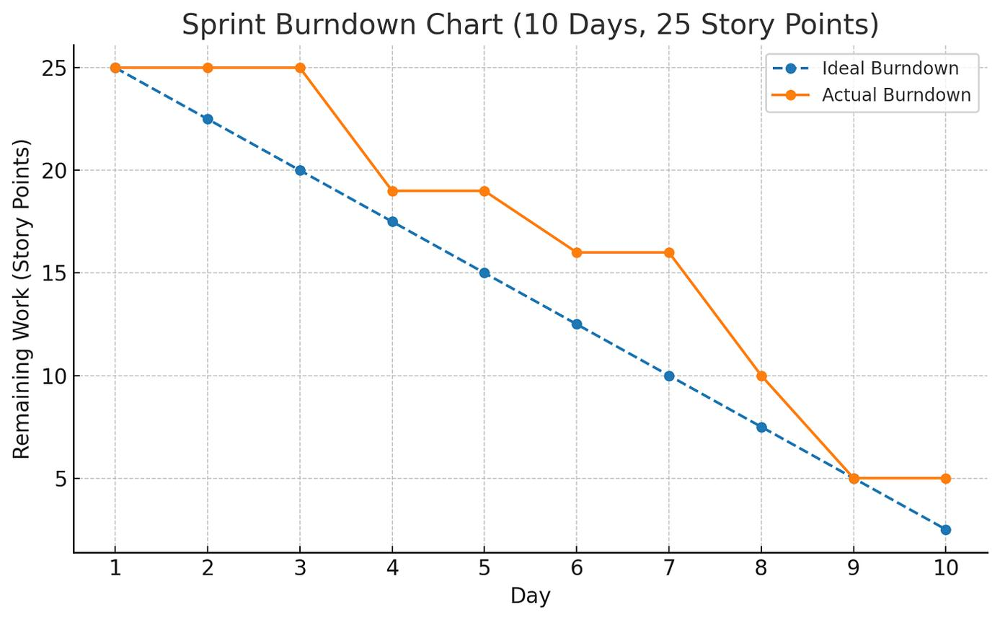 Sprint Burndown Chart (10 Days, 25 Story Points)
Ideal Burndown
Actual Burndown
Remaining Work (Story Points)
25
20
15
10
5
1 2 3 4 5 6 7 8 9 10
Day